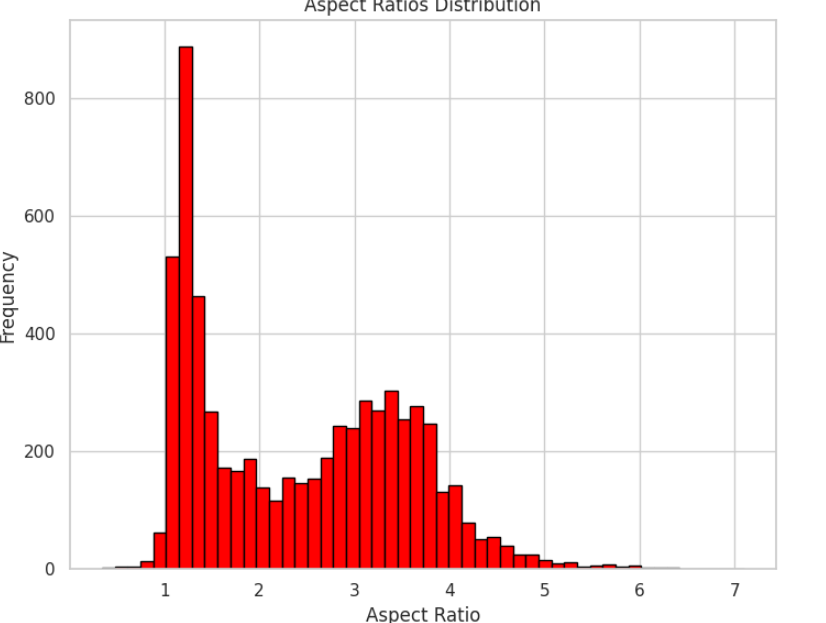 Aspect Ratios Distribution
800
600
400
200
0
Frequency
1 2 3 4 5 6 7
Aspect Ratio